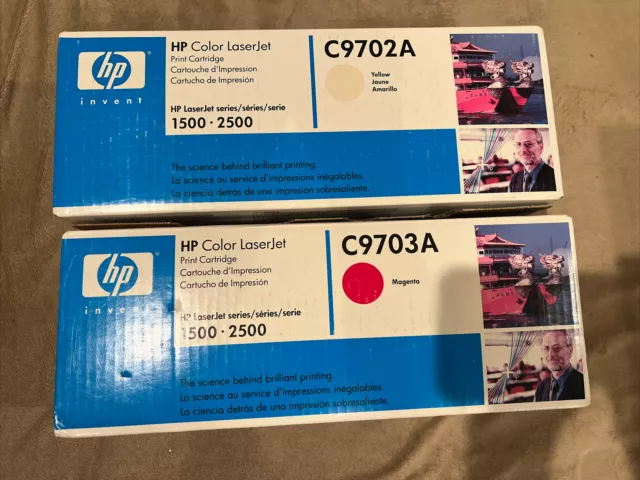 hp
invent
HP Color LaserJet
Print Cartridge
Cartouche d'Impression
Cartucho de Impresión
HP LaserJet series/séries/serie
1500 · 2500
C9702A
Yellow
Jaune
Amarillo
The science behind brilliant printing.
La science au service d'impressions inégalables.
La ciencia detrás de una impresión sobresaliente.
hp
invent
HP Color LaserJet
Print Cartridge
Cartouche d'Impression
Cartucho de Impresión
HP LaserJet series/séries/serie
1500 · 2500
C9703A
Magenta
The science behind brilliant printing.
La science au service d'impressions inégalables.
La ciencia detrás de una impresión sobresaliente.